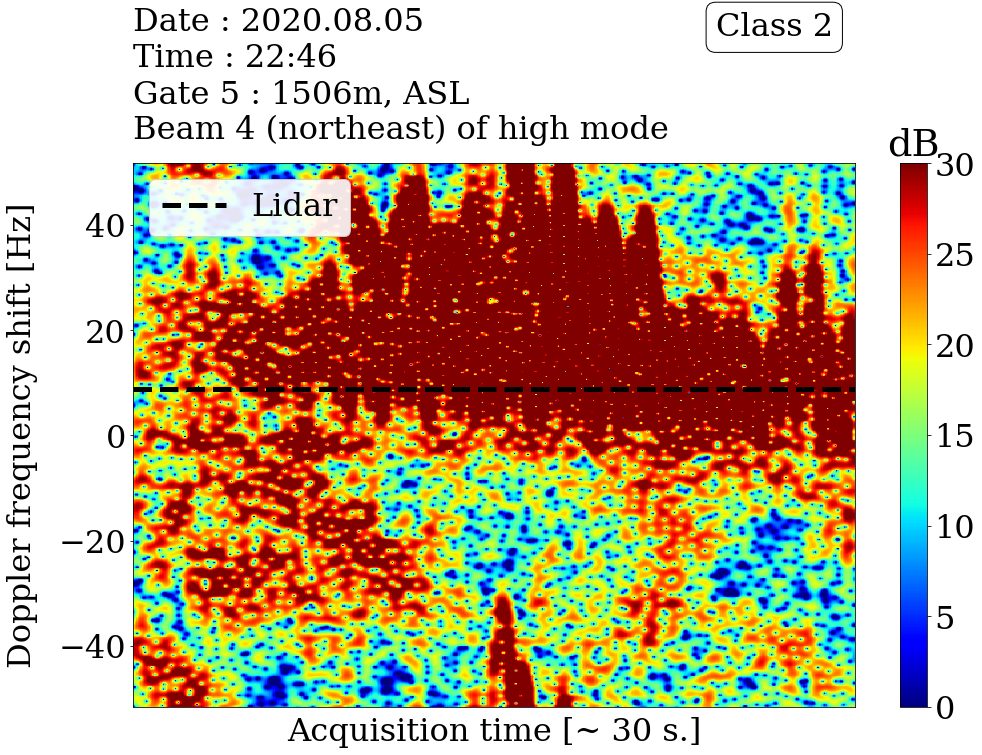 Date : 2020.08.05
Time : 22:46
Gate 5 : 1506m, ASL
Beam 4 (northeast) of high mode
Class 2
dB
Lidar
Doppler frequency shift [Hz]
40
20
0
−20
−40
30
25
20
15
10
5
0
Acquisition time [~ 30 s.]